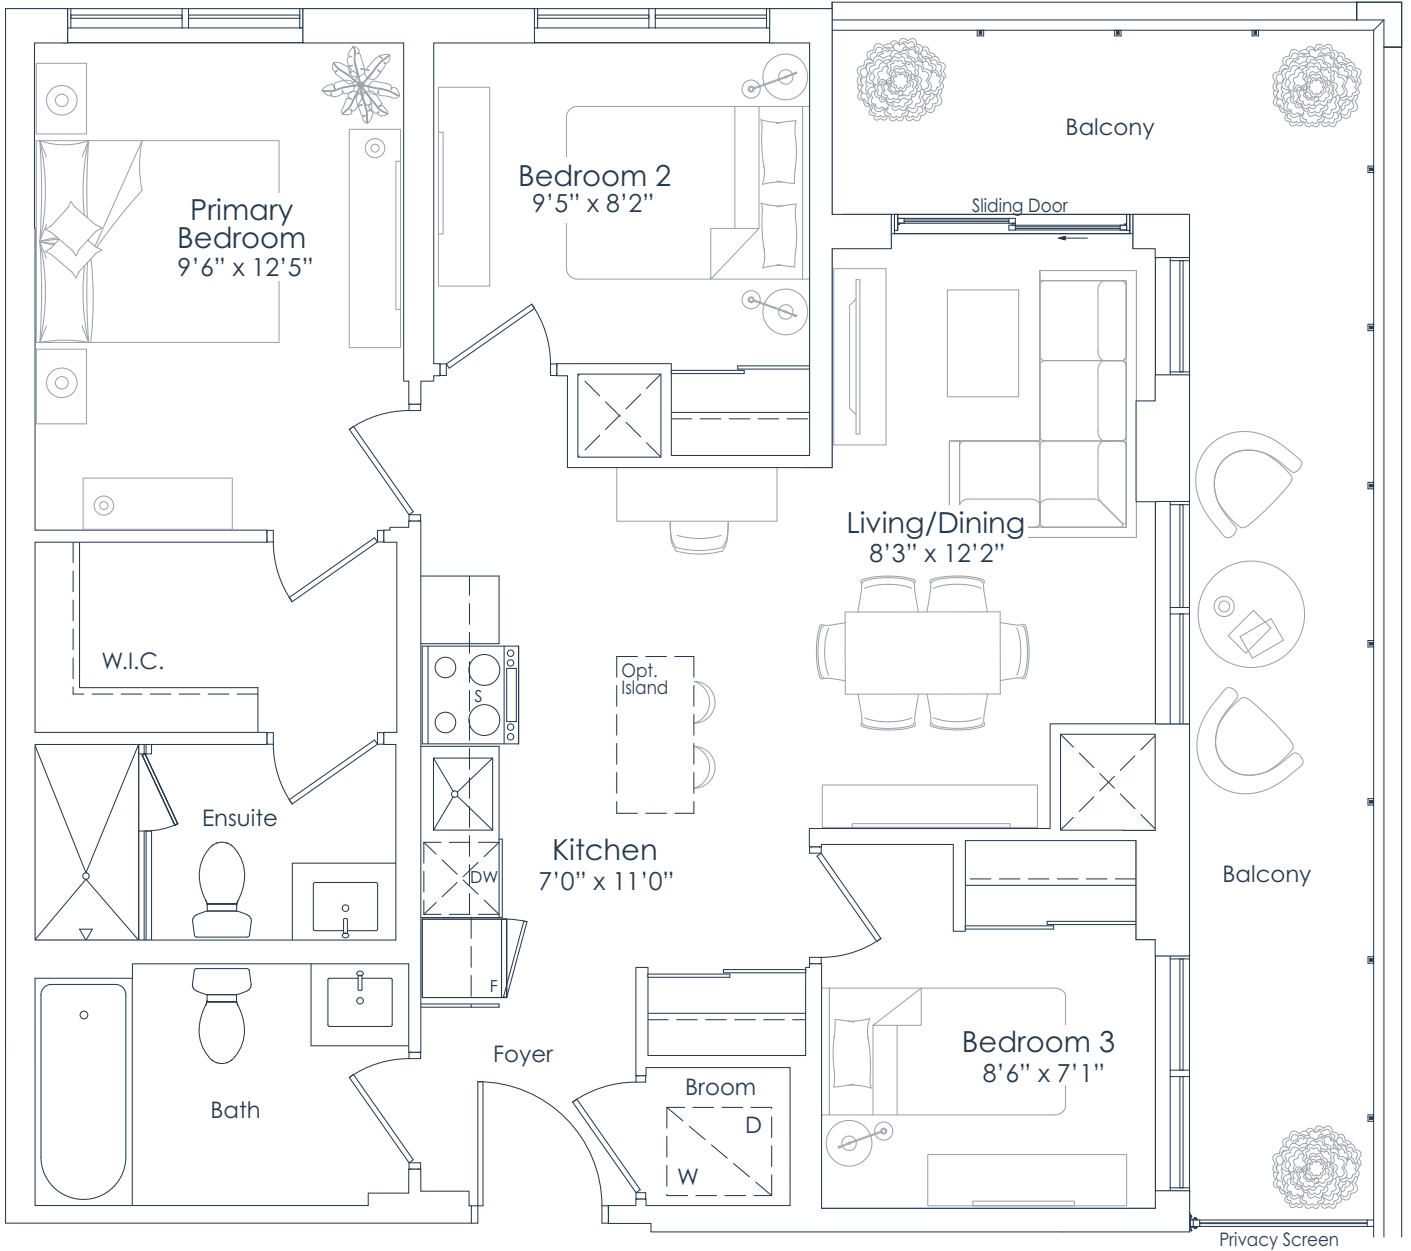 Balcony
Bedroom 2
9’5” x 8’2”
Primary
Bedroom
9’6” x 12’5”
Sliding Door
Living/Dining
8’3” x 12’2”
W.I.C.
Opt.
Island
S
Ensuite
Kitchen
7’0” x 11’0”
DW
Balcony
F
Foyer
Bedroom 3
8’6” x 7’1”
Broom
D
W
Bath
Privacy Screen